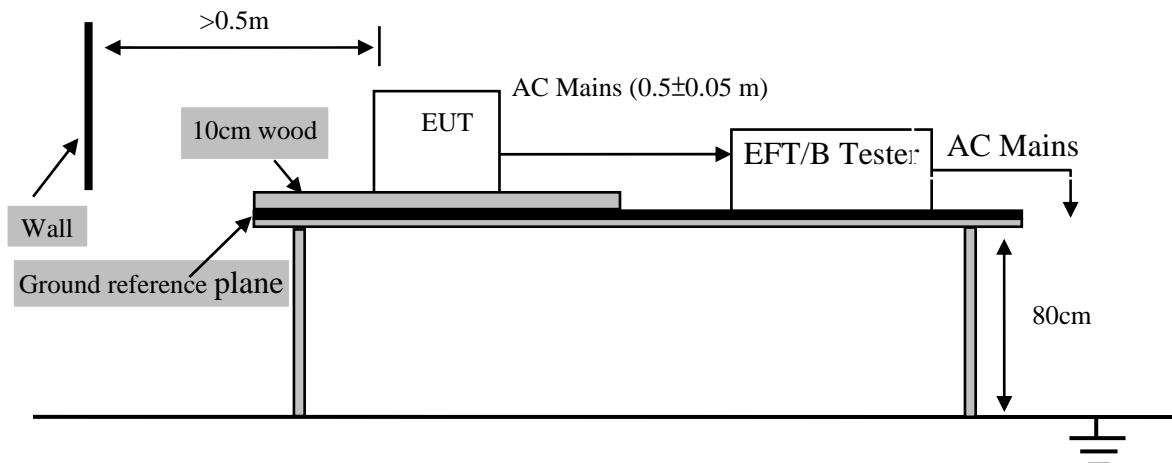 >0.5m
AC Mains (0.5±0.05 m)
10cm wood
EUT
EFT/B Tester
AC Mains
Wall
Ground reference plane
80cm